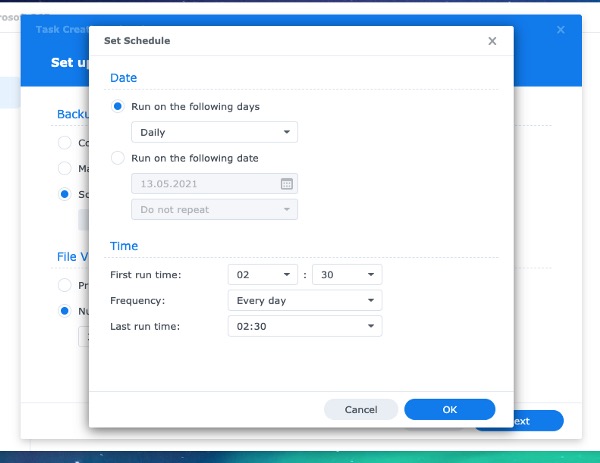 Task Crea
Set u
Set Schedule
Date
Run on the following days
Daily
Run on the following date
13.05.2021
Do not repeat
Time
First run time: 02 : 30
Frequency: Every day
Last run time: 02:30
Cancel OK
Backu
Co
Ma
Sc
File V
Pr
Nu
ext